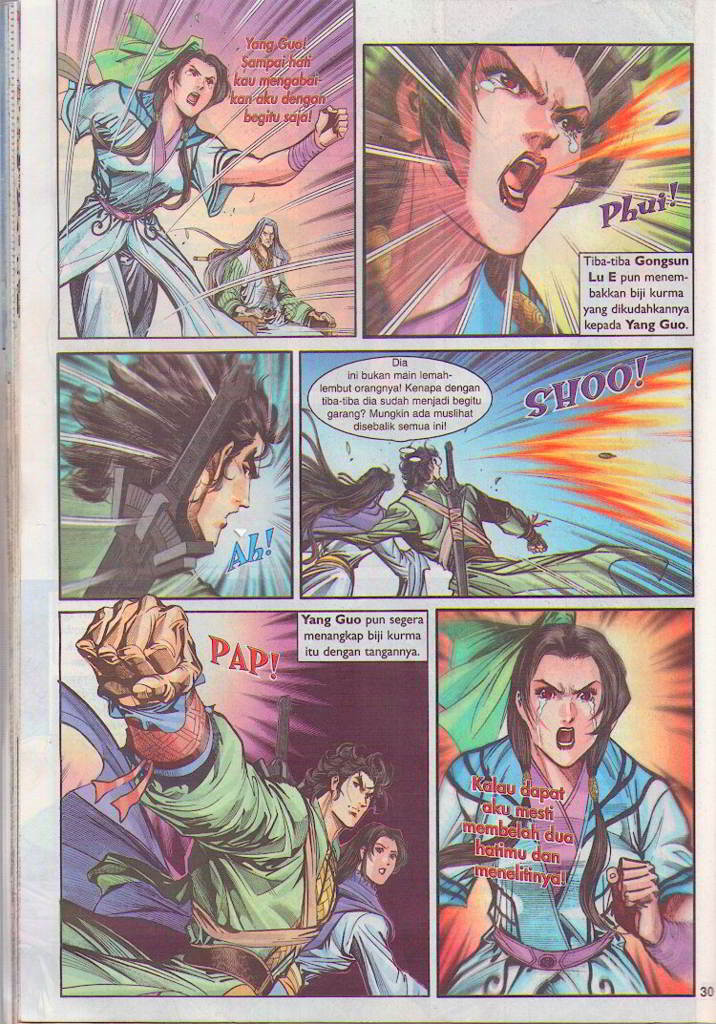 Yang Guo!
Sampai hati
kau mengabai-
kan aku dengan
begitu saja!
Phui!
Tiba-tiba Gongsun
Lu E pun menem-
bakkan biji kurma
yang dikudahkannya
kepada Yang Guo.
Ah!
Dia
ini bukan main lemah-
lembut orangnya! Kenapa dengan
tiba-tiba dia sudah menjadi begitu
garang? Mungkin ada muslihat
disebalik semua ini!
SHOO!
PAP!
Yang Guo pun segera
menangkap biji kurma
itu dengan tangannya.
Kalau dapat
aku mesti
membelah dua
hatimu dan
menelitinya!
30